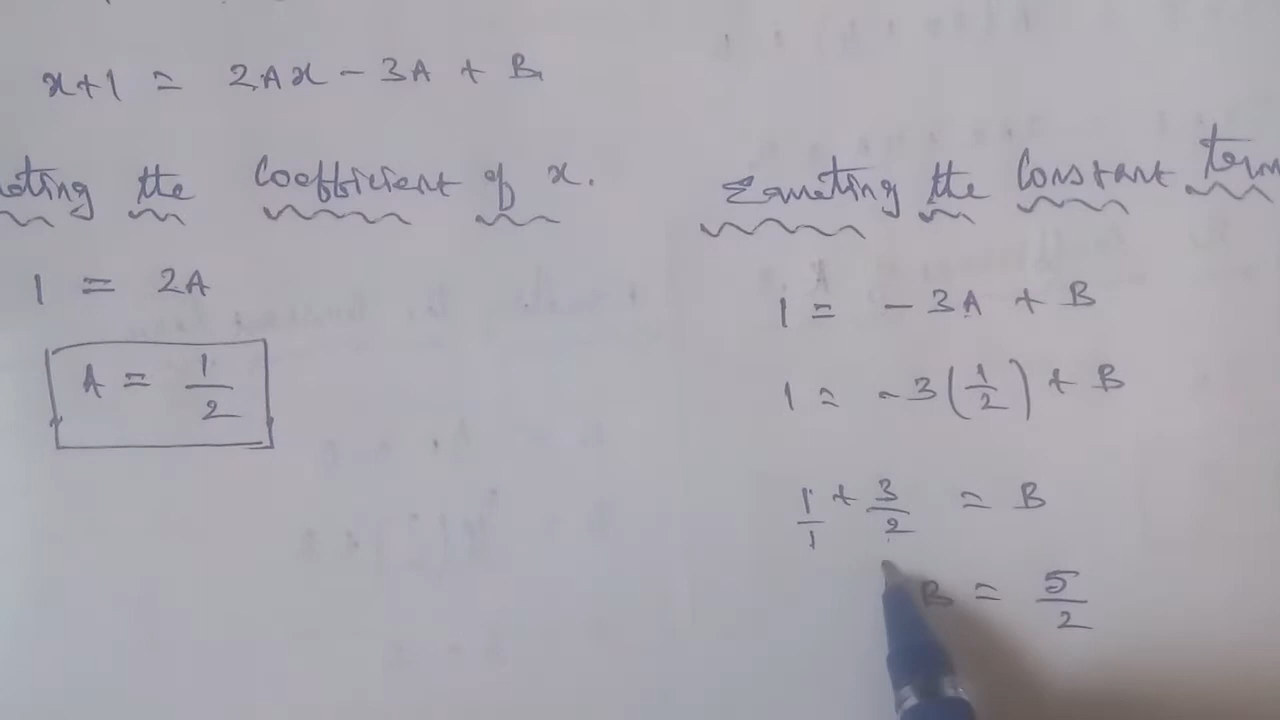 x+1 = 2Ax - 3A + B
the Coefficient of x.
1 = 2A
A = 1/2
Equating the Constant term
1 = -3A + B
1 = -3(1/2) + B
1/1 + 3/2 = B
B = 5/2